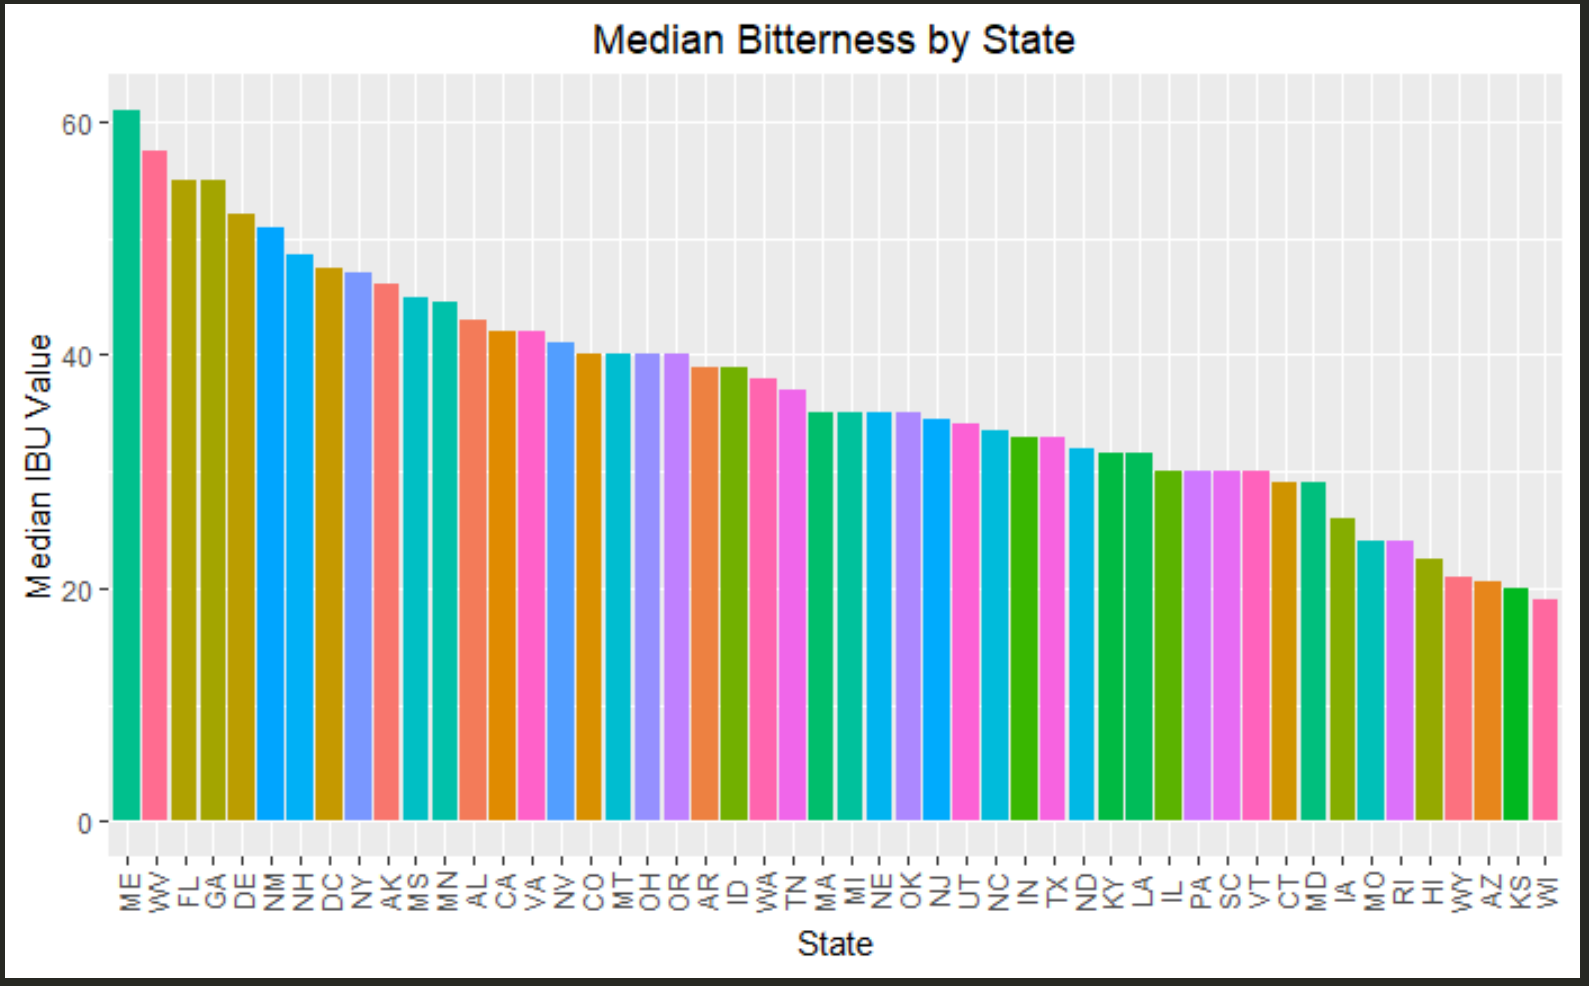 Median Bitterness by State
Median IBU Value
60
40
20
0
ME WV FL GA DE NM NH DC NY AK MS MN AL CA VA NV CO MT OH OR AR ID WA TN MA MI NE OK NJ UT NC IN TX ND KY LA IL PA SC VT CT MD IA MO RI HI WY AZ KS WI
State